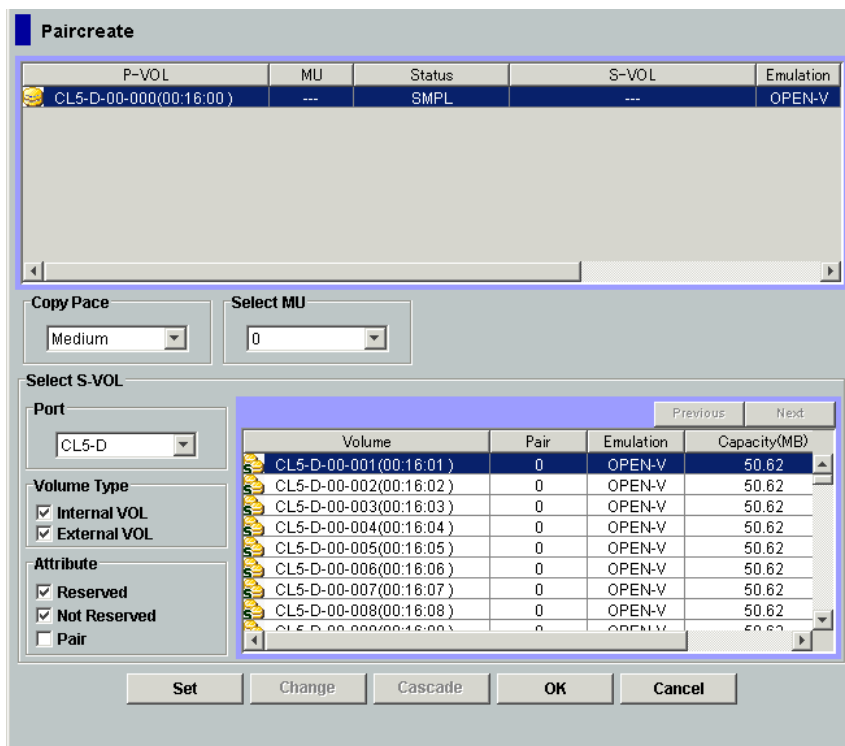 Paircreate
P-VOL MU Status S-VOL Emulation
CL5-D-00-000(00:16:00) --- SMPL --- OPEN-V
Copy Pace Select MU
Medium 0
Select S-VOL
Port
CL5-D
Previous Next
Volume Pair Emulation Capacity(MB)
CL5-D-00-001(00:16:01) 0 OPEN-V 50.62
CL5-D-00-002(00:16:02) 0 OPEN-V 50.62
CL5-D-00-003(00:16:03) 0 OPEN-V 50.62
CL5-D-00-004(00:16:04) 0 OPEN-V 50.62
CL5-D-00-005(00:16:05) 0 OPEN-V 50.62
CL5-D-00-006(00:16:06) 0 OPEN-V 50.62
CL5-D-00-007(00:16:07) 0 OPEN-V 50.62
CL5-D-00-008(00:16:08) 0 OPEN-V 50.62
Volume Type
Internal VOL
External VOL
Attribute
Reserved
Not Reserved
Pair
Set Change Cascade OK Cancel